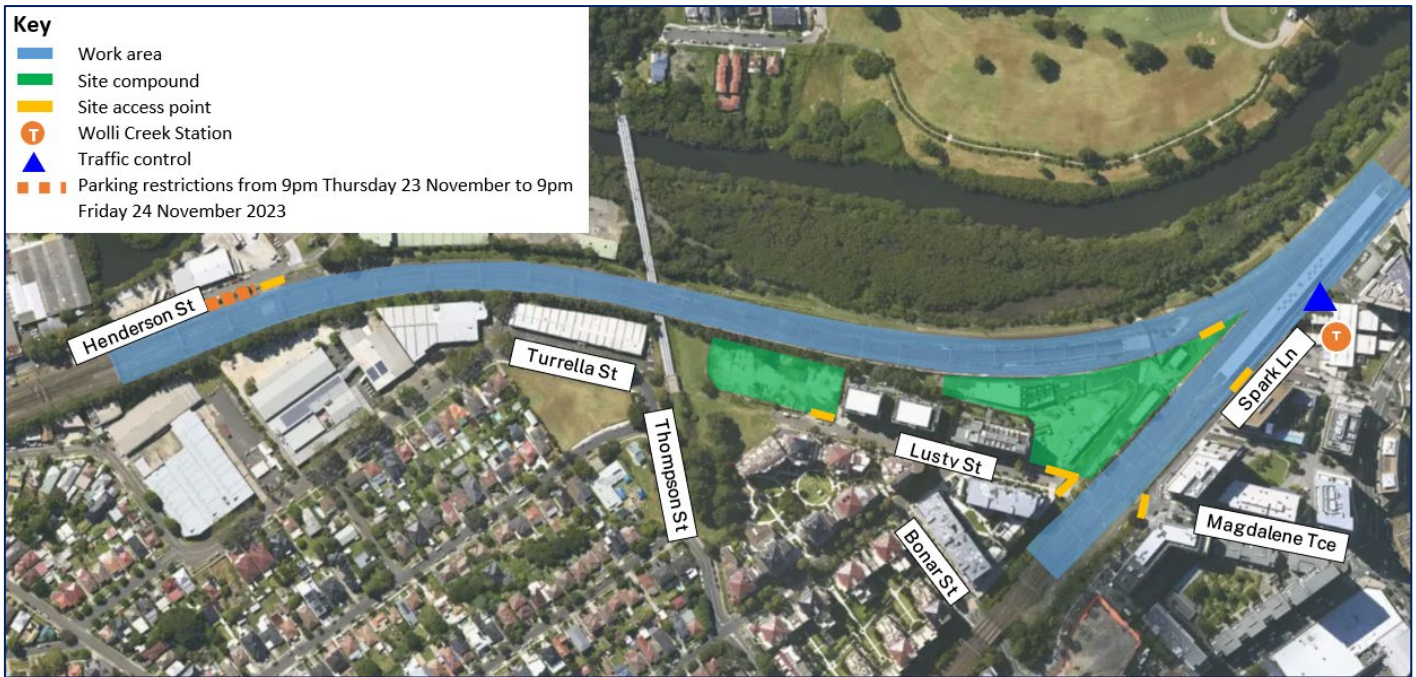 Key
Work area
Site compound
Site access point
T
Wolli Creek Station
Traffic control
Parking restrictions from 9pm Thursday 23 November to 9pm
Friday 24 November 2023
Henderson St
Turrella St
Thompson St
Lusty St
Bonar St
Spark Ln
T
Magdalene Tce